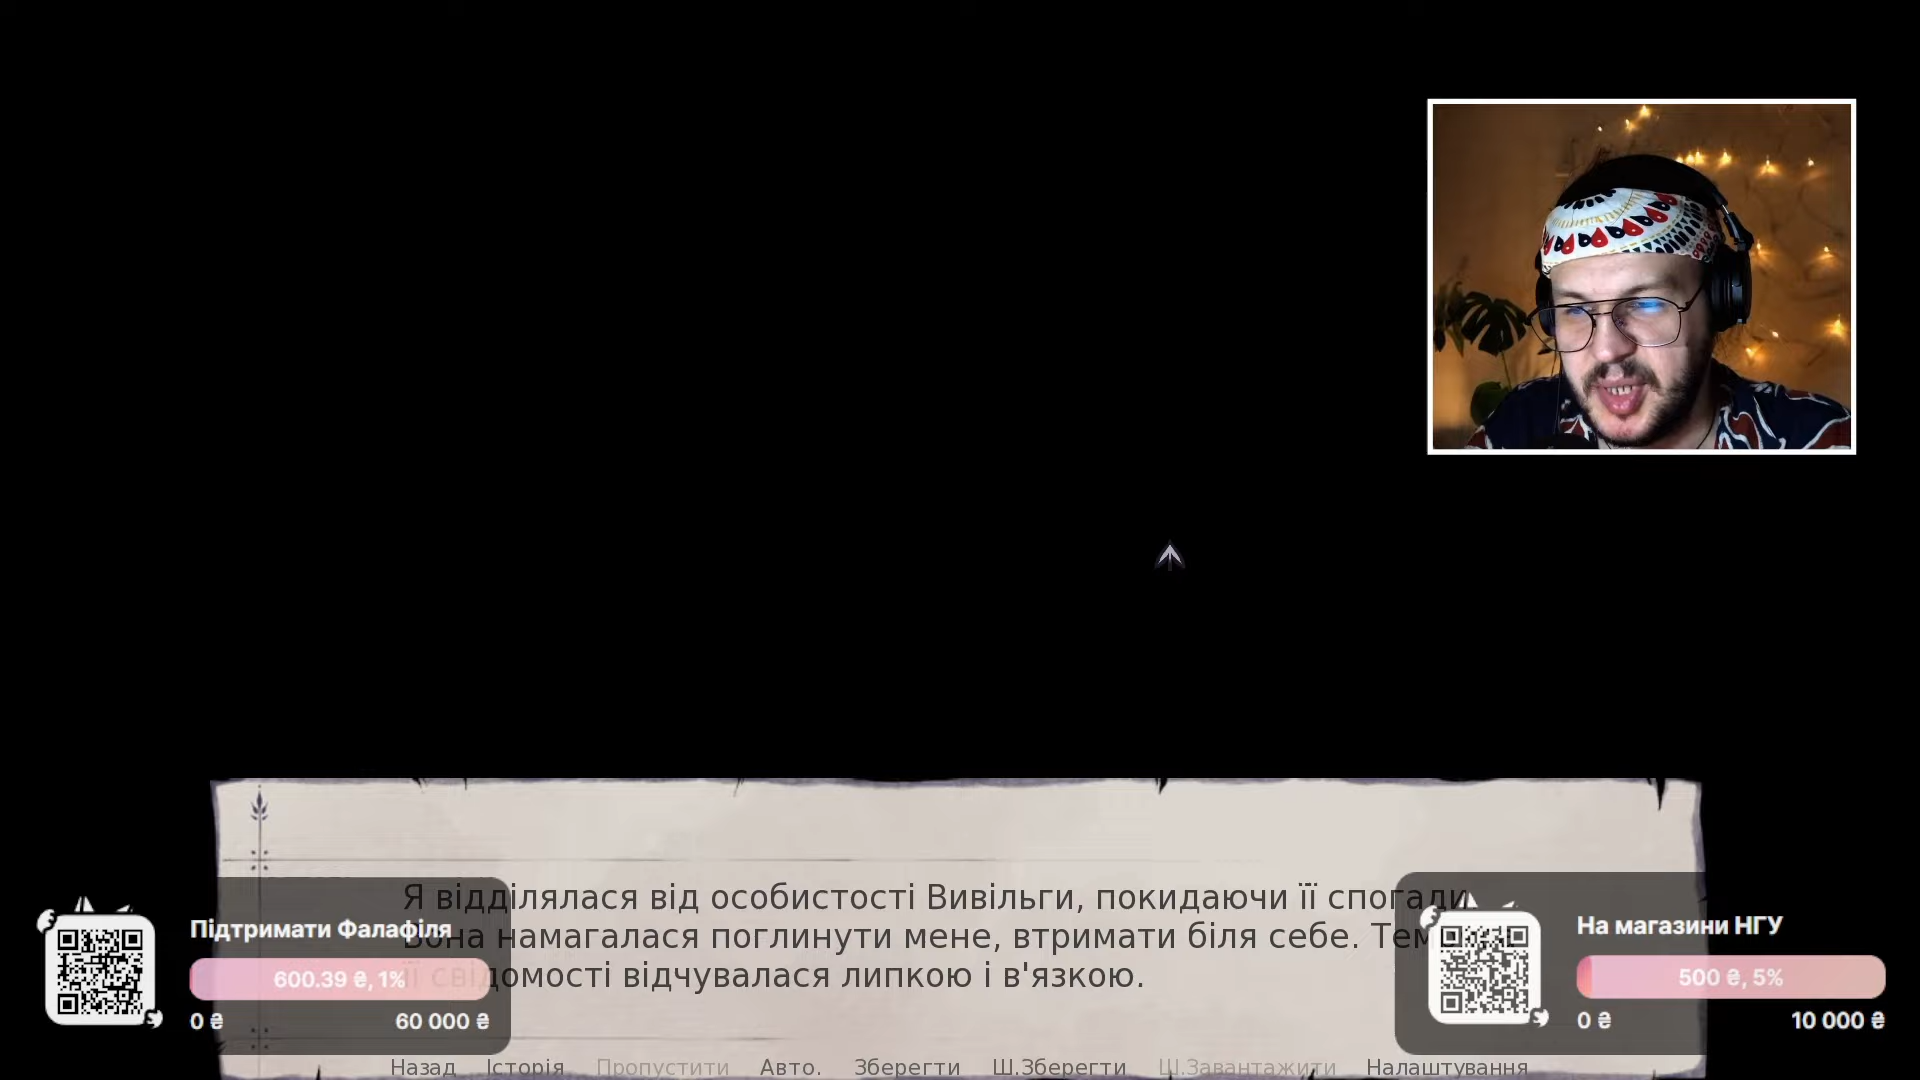 Я відділялася від особистості Вивільги, покидаючи її спогади.
Вона намагалася поглинути мене, втримати біля себе.
її свідомості відчувалася липкою і в'язкою.
Підтримати Фалафіля
600.39 ₴, 1%
0 ₴
60 000 ₴
На магазини НГУ
500 ₴, 5%
0 ₴
10 000 ₴
Назад Історія Пропустити Авто. Зберегти Ш.Зберегти Ш.Завантажити Налаштування